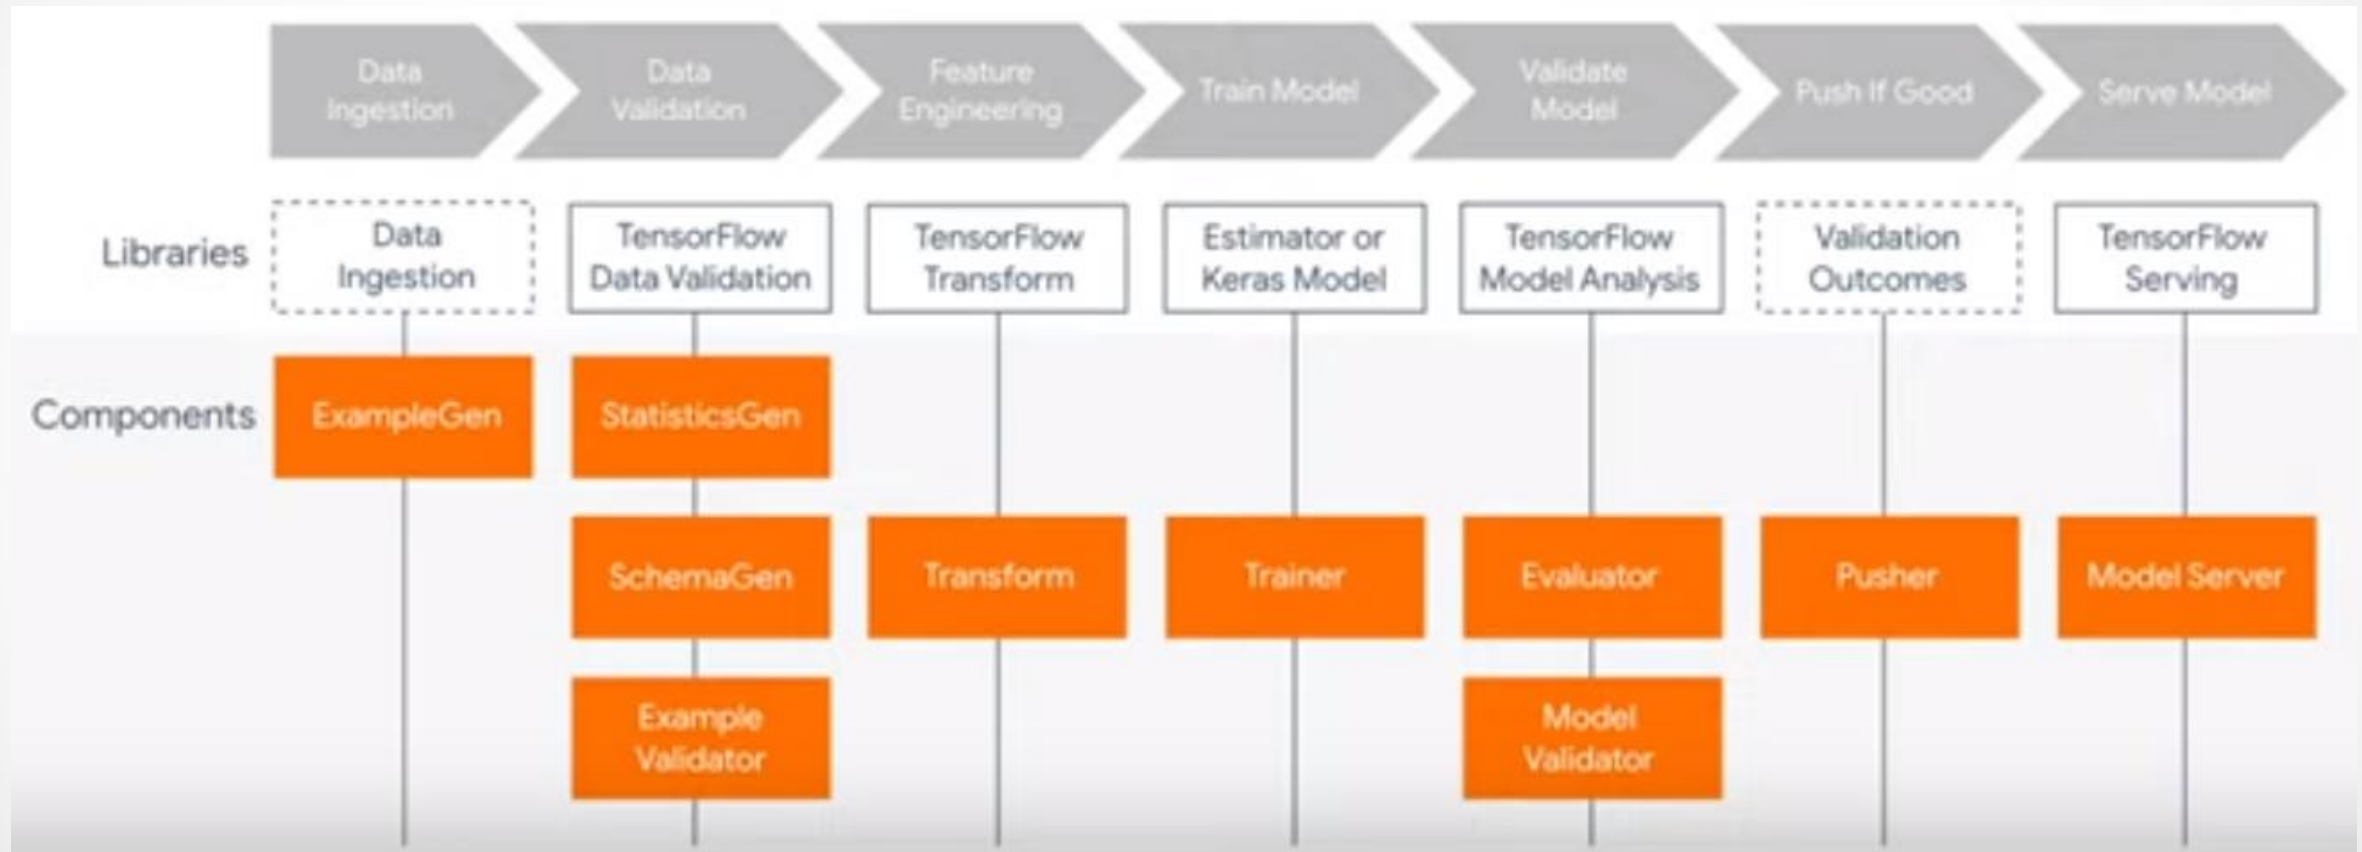 Data
Ingestion
Data
Validation
Feature
Engineering
Train Model
Validate
Model
Push If Good
Serve Model
Libraries
Data
Ingestion
TensorFlow
Data Validation
TensorFlow
Transform
Estimator or
Keras Model
TensorFlow
Model Analysis
Validation
Outcomes
TensorFlow
Serving
Components
ExampleGen
StatisticsGen
SchemaGen
Transform
Trainer
Evaluator
Pusher
Model Server
Example
Validator
Model
Validator